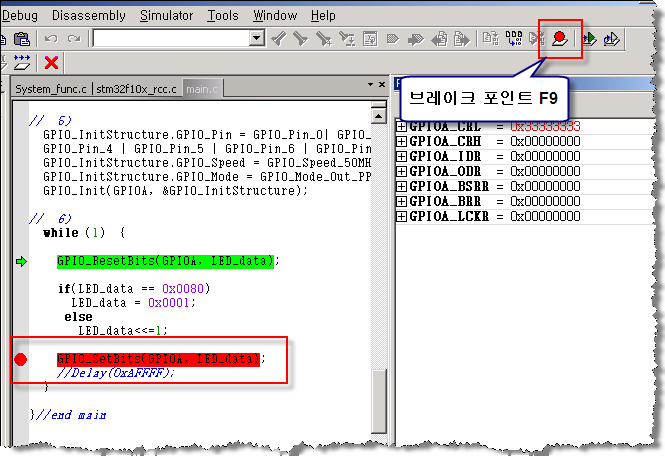 Debug Disassembly Simulator Tools Window Help
브레이크 포인트 F9
System_func.c stm32f10x_rcc.c main.c
// 6)
GPIO_InitStructure.GPIO_Pin = GPIO_Pin_0| GPIO_
GPIO_Pin_4 | GPIO_Pin_5 | GPIO_Pin_6 | GPIO_Pin_
GPIO_InitStructure.GPIO_Speed = GPIO_Speed_50MH
GPIO_InitStructure.GPIO_Mode = GPIO_Mode_Out_PP
GPIO_Init(GPIOA, &GPIO_InitStructure);
// 6)
while (1) {
GPIO_ResetBits(GPIOA, LED_data);
if(LED_data == 0x0080)
LED_data = 0x0001;
else
LED_data<<=1;
GPIO_SetBits(GPIOA, LED_data);
//Delay(0xAFFFF);
}
}//end main
GPIOA_CRL = 0x33333333
GPIOA_CRH = 0x00000000
GPIOA_IDR = 0x00000000
GPIOA_ODR = 0x00000000
GPIOA_BSRR = 0x00000000
GPIOA_BRR = 0x00000000
GPIOA_LCKR = 0x00000000